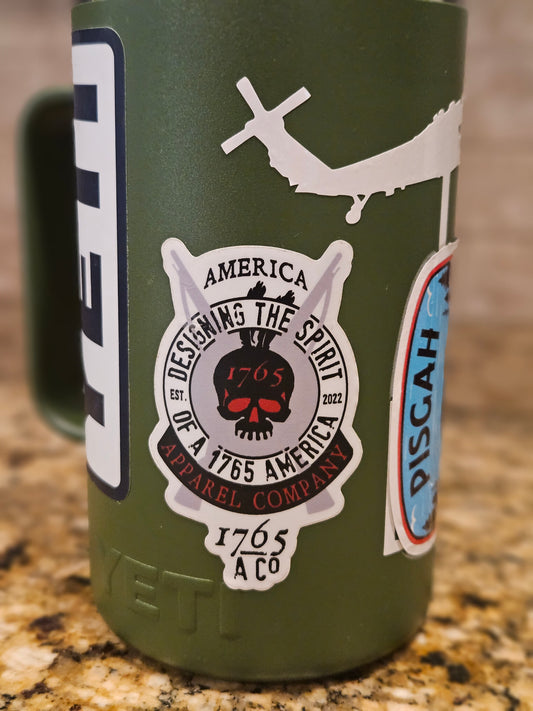 YETI
AMERICA
DESIGNING THE SPIRIT
1765
EST. 2022
OF A 1765 AMERICA
APPAREL COMPANY
1765
A CO
PISGAH
YETI